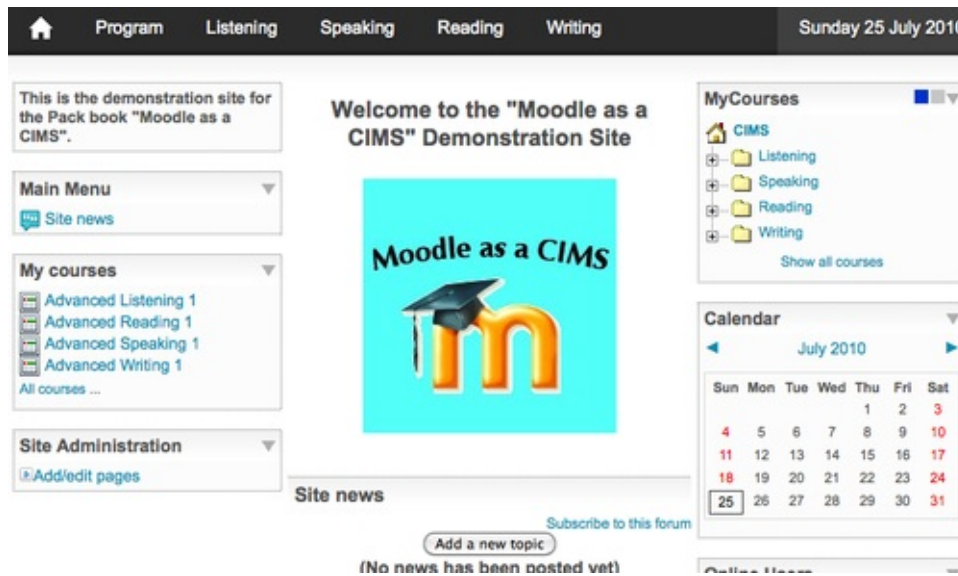 Program Listening Speaking Reading Writing Sunday 25 July 2010
This is the demonstration site for
the Pack book "Moodle as a
CIMS".
Main Menu
Site news
My courses
Advanced Listening 1
Advanced Reading 1
Advanced Speaking 1
Advanced Writing 1
All courses ...
Site Administration
Add/edit pages
Welcome to the "Moodle as a
CIMS" Demonstration Site
Moodle as a CIMS
m
Site news
Subscribe to this forum
Add a new topic
(No news has been posted yet)
MyCourses
CIMS
Listening
Speaking
Reading
Writing
Show all courses
Calendar
July 2010
Sun Mon Tue Wed Thu Fri Sat
1 2 3
4 5 6 7 8 9 10
11 12 13 14 15 16 17
18 19 20 21 22 23 24
25 26 27 28 29 30 31
Online Users